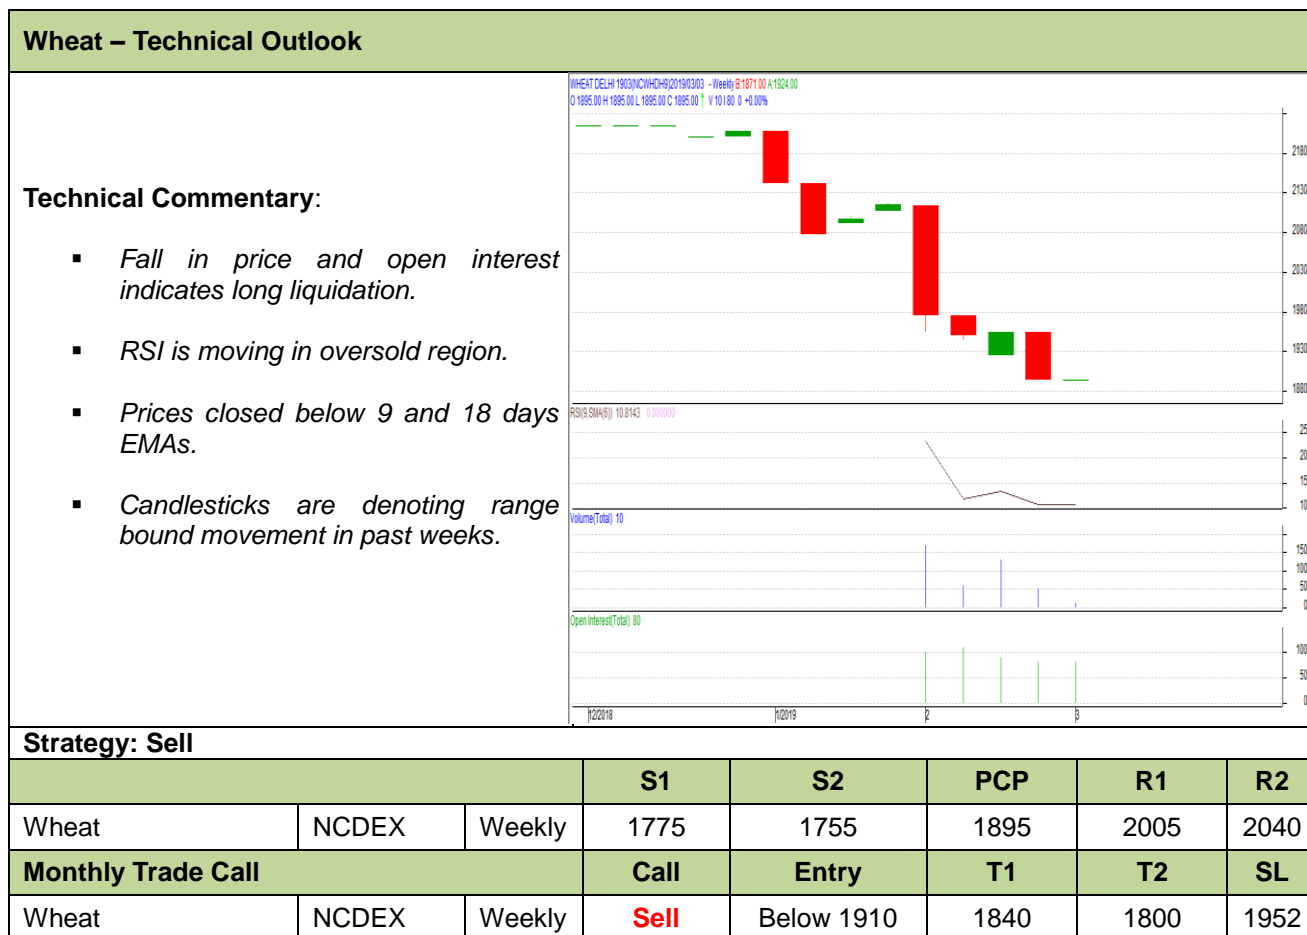 Wheat – Technical Outlook
Technical Commentary:
▪ Fall in price and open interest
indicates long liquidation.
▪ RSI is moving in oversold region.
▪ Prices closed below 9 and 18 days
EMAs.
▪ Candlesticks are denoting range
bound movement in past weeks.
WHEAT DELHI 1903(NCWHDH9)2019/03/03 - Weekly B:1871.00 A:1924.00
O 1895.00 H 1895.00 L 1895.00 C 1895.00 ↑ V 10 I 80 0 +0.00%
2180
2130
2080
2030
1980
1930
1880
RSI(9,SMA(6)) 10.8143 0.000000
25
20
15
10
Volume(Total) 10
150
100
50
0
Open Interest(Total) 80
100
50
0
12/2018 1/2019 2 3
Strategy: Sell
S1 S2 PCP R1 R2
Wheat NCDEX Weekly 1775 1755 1895 2005 2040
Monthly Trade Call Call Entry T1 T2 SL
Wheat NCDEX Weekly Sell Below 1910 1840 1800 1952